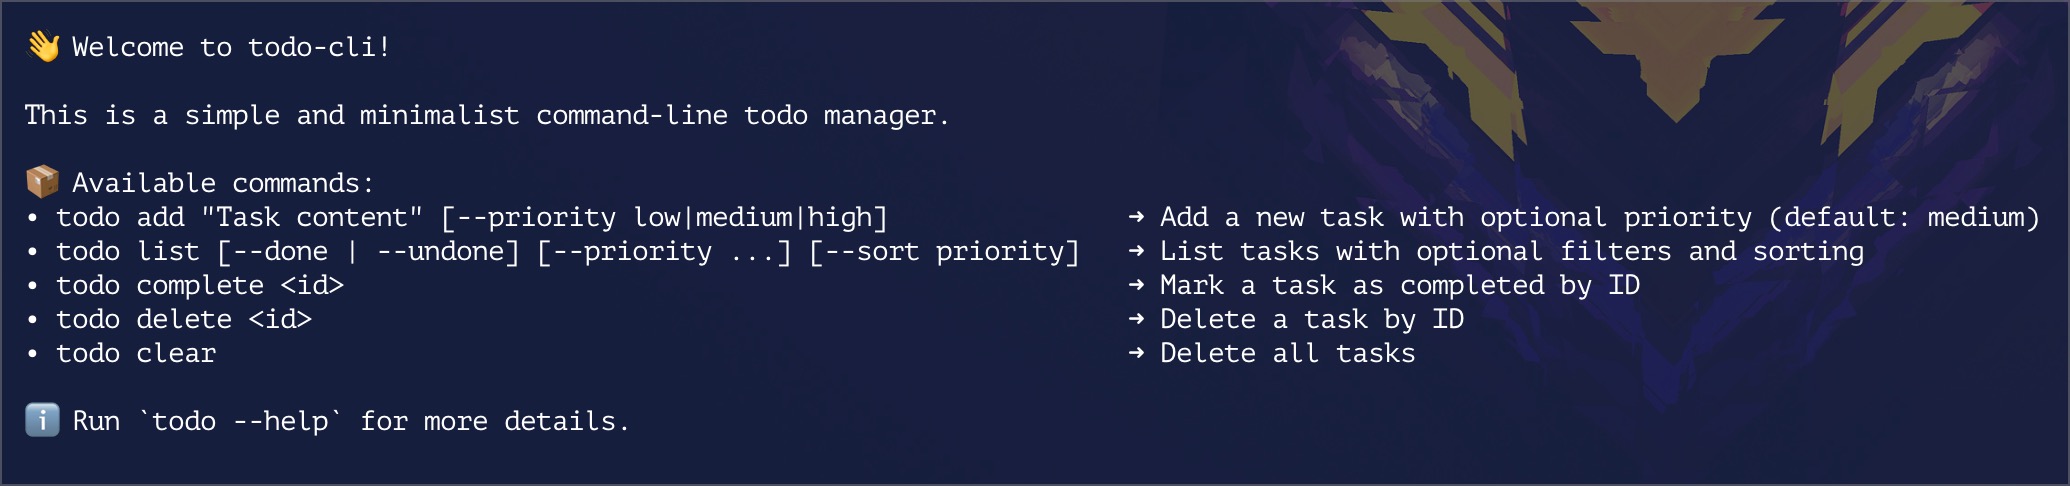 👋 Welcome to todo-cli!
This is a simple and minimalist command-line todo manager.
📦 Available commands:
• todo add "Task content" [--priority low|medium|high] → Add a new task with optional priority (default: medium)
• todo list [--done | --undone] [--priority ...] [--sort priority] → List tasks with optional filters and sorting
• todo complete <id> → Mark a task as completed by ID
• todo delete <id> → Delete a task by ID
• todo clear → Delete all tasks
ℹ️ Run `todo --help` for more details.